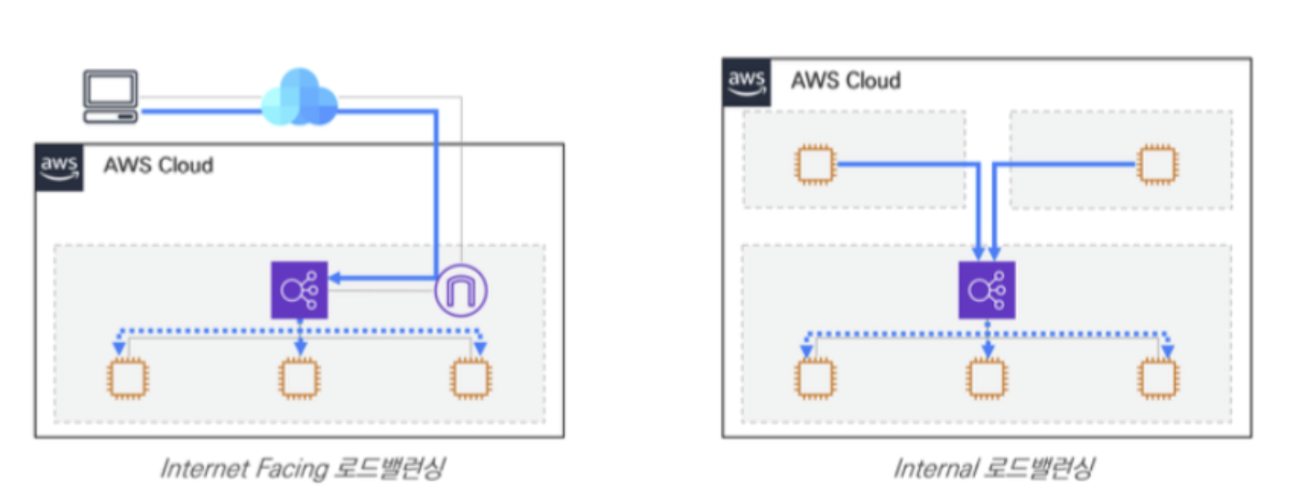 aws AWS Cloud
Internet Facing 로드밸런싱
aws AWS Cloud
Internal 로드밸런싱